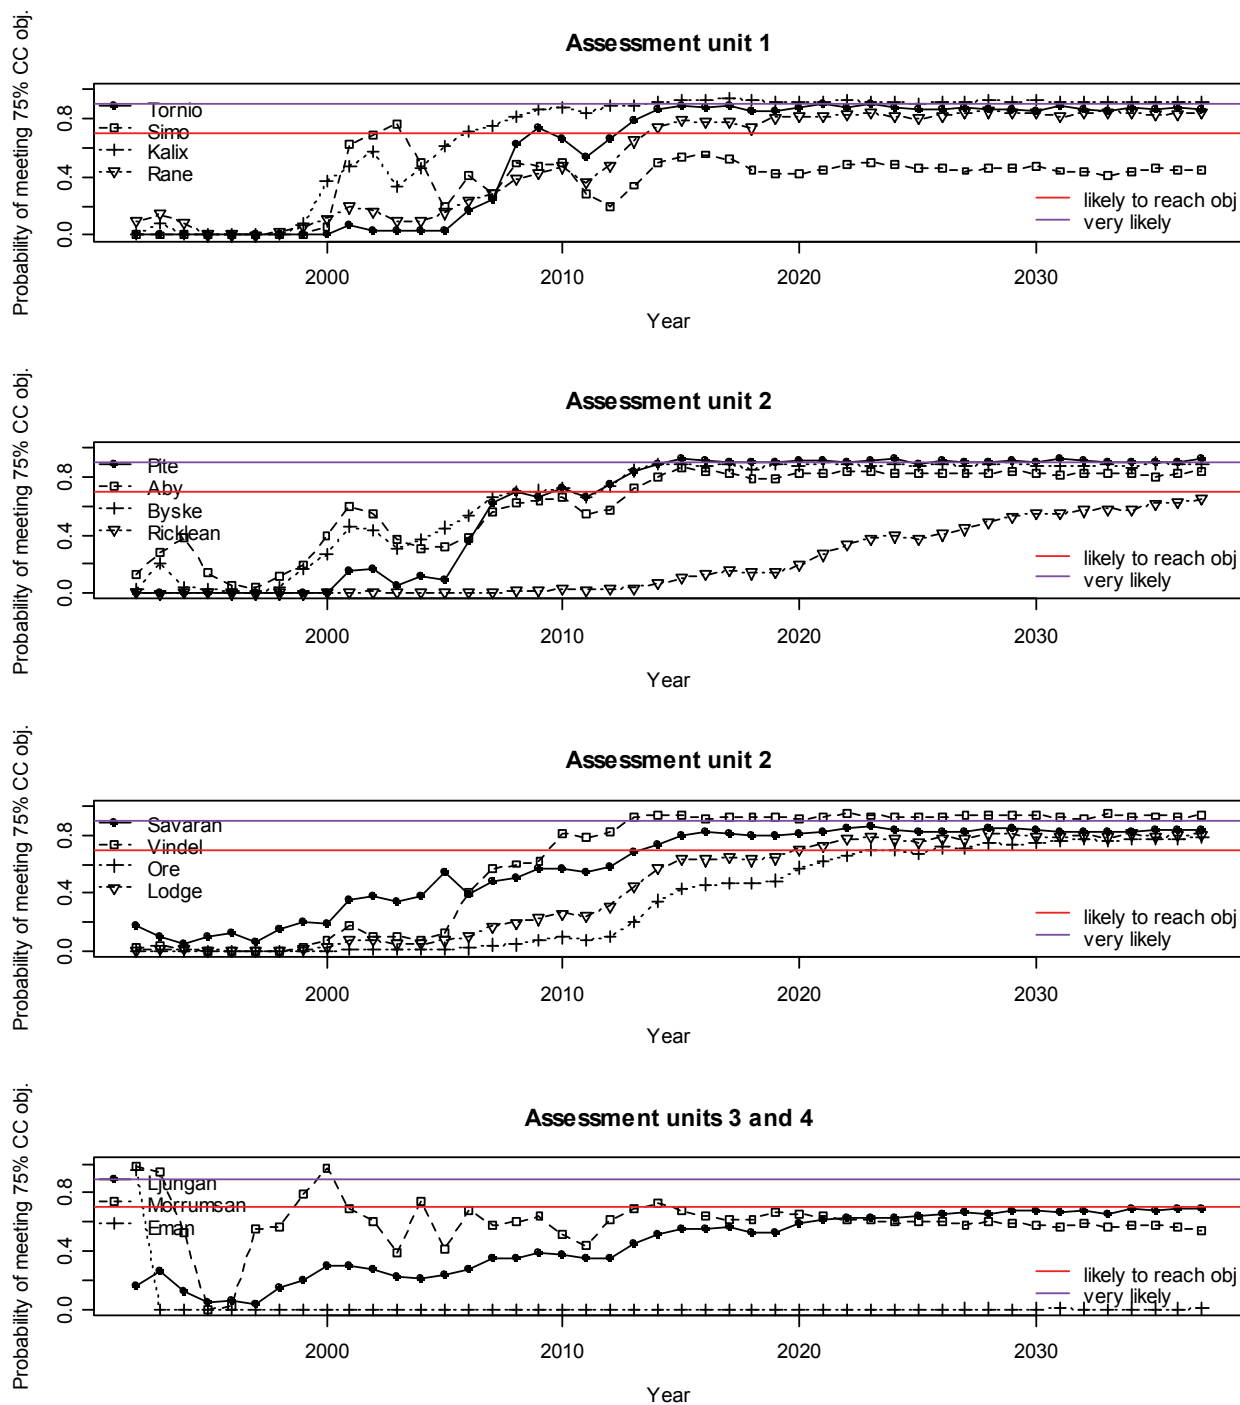 Assessment unit 1
Probability of meeting 75% CC obj.
0.8
0.4
0.0
Tornio
Simo
Kalix
Rane
likely to reach obj
very likely
2000 2010 2020 2030
Year
Assessment unit 2
Probability of meeting 75% CC obj.
0.8
0.4
0.0
Pite
Aby
Byske
Ricklean
likely to reach obj
very likely
2000 2010 2020 2030
Year
Assessment unit 2
Probability of meeting 75% CC obj.
0.8
0.4
0.0
Savaran
Vindel
Ore
Lodge
likely to reach obj
very likely
2000 2010 2020 2030
Year
Assessment units 3 and 4
Probability of meeting 75% CC obj.
0.8
0.4
0.0
Ljungan
Morrumsan
Eman
likely to reach obj
very likely
2000 2010 2020 2030
Year